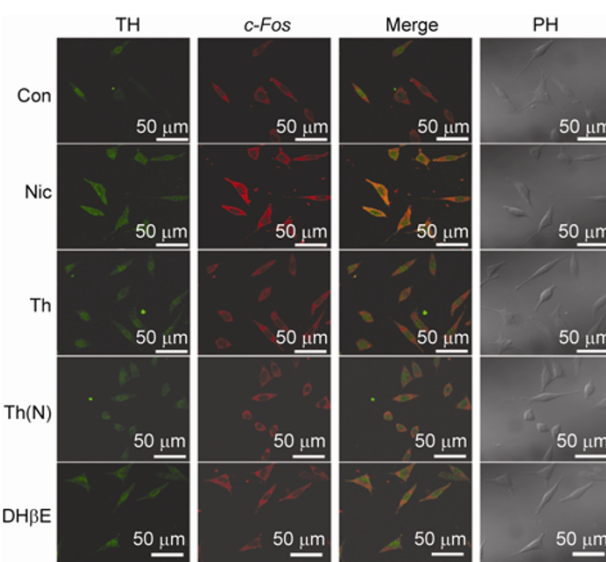 TH c-Fos Merge PH
Con 50 μm 50 μm 50 μm 50 μm
Nic 50 μm 50 μm 50 μm 50 μm
Th 50 μm 50 μm 50 μm 50 μm
Th(N) 50 μm 50 μm 50 μm 50 μm
DHβE 50 μm 50 μm 50 μm 50 μm